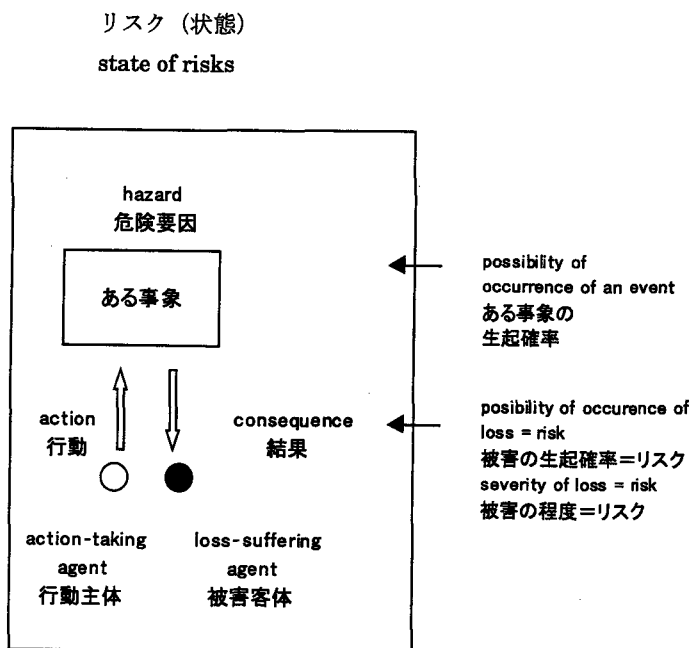 リスク（状態）
state of risks
hazard
危険要因
ある事象
possibility of
occurrence of an event
ある事象の
生起確率
action
行動
consequence
結果
posibility of occurence of
loss = risk
被害の生起確率＝リスク
severity of loss = risk
被害の程度＝リスク
action-taking
agent
行動主体
loss-suffering
agent
被害客体